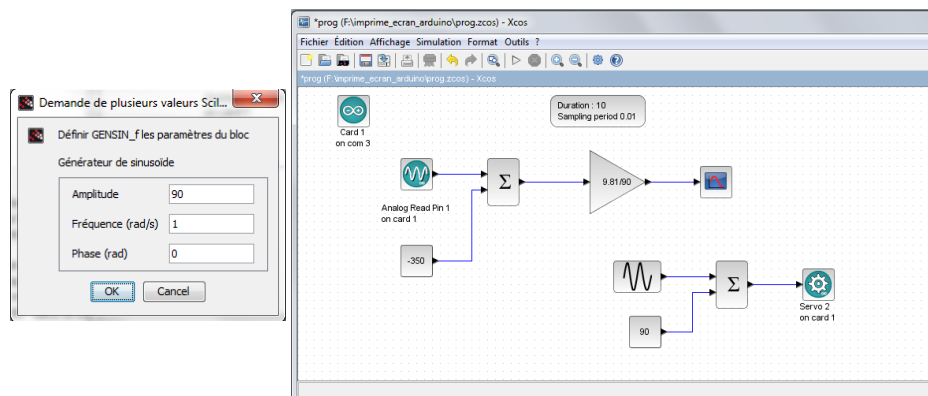 Demande de plusieurs valeurs Scil...
Définir GENSIN_f les paramètres du bloc
Générateur de sinusoïde
Amplitude 90
Fréquence (rad/s) 1
Phase (rad) 0
OK Cancel
*prog (F:\imprime_ecran_arduino\prog.zcos) - Xcos
Fichier Édition Affichage Simulation Format Outils ?
*prog (F:\imprime_ecran_arduino\prog.zcos) - Xcos
Card 1
on com 3
Duration : 10
Sampling period 0.01
Σ
9.81/90
Analog Read Pin 1
on card 1
-350
Σ
Servo 2
on card 1
90